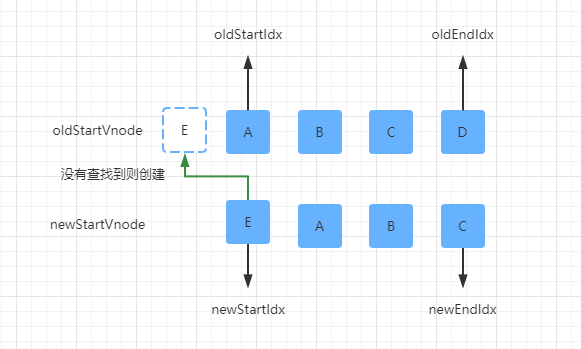 oldStartIdx oldEndIdx
oldStartVnode E A B C D
没有查找到则创建
newStartVnode E A B C
newStartIdx newEndIdx